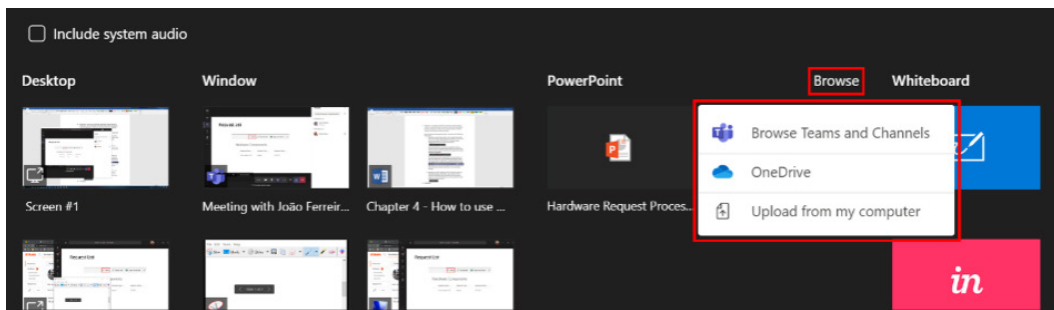 Include system audio
Desktop
Window
PowerPoint
Browse
Whiteboard
Browse Teams and Channels
OneDrive
Upload from my computer
Screen #1
Meeting with João Ferreir...
Chapter 4 - How to use ...
Hardware Request Proces...
in